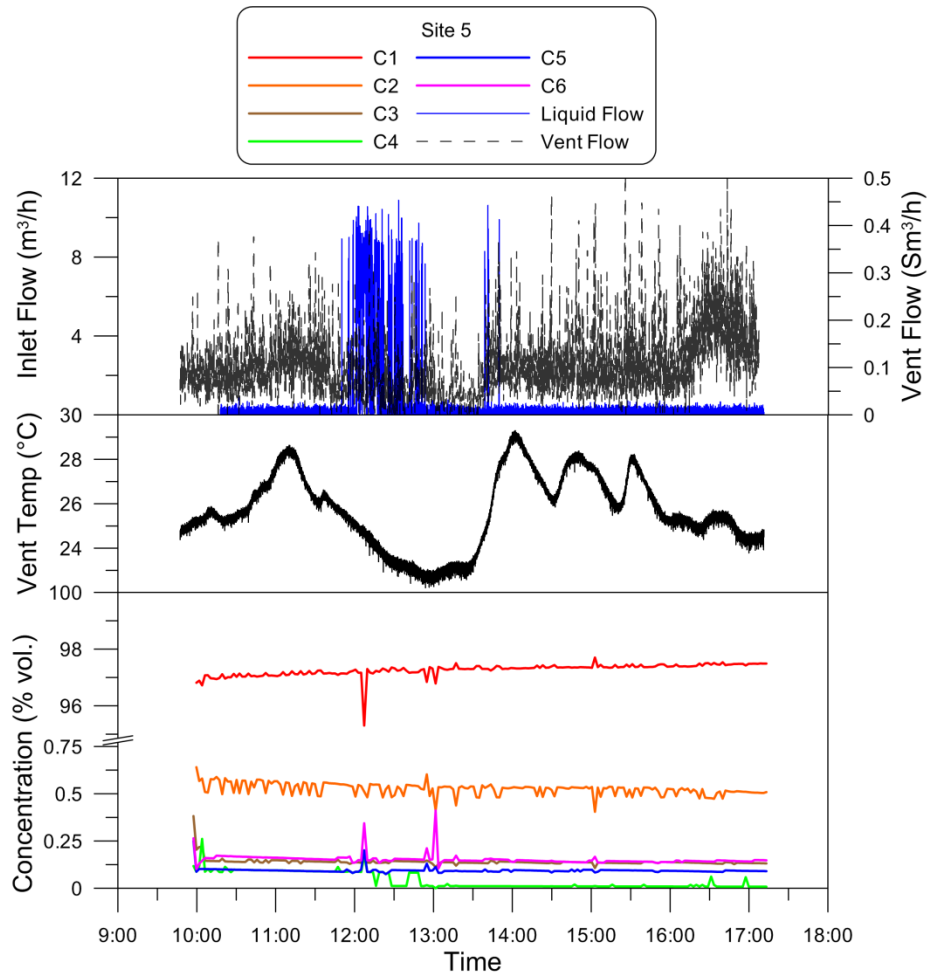 Site 5
C1
C5
C2
C6
C3
Liquid Flow
C4
Vent Flow
Inlet Flow (m³/h)
12
8
4
Vent Flow (Sm³/h)
0.5
0.4
0.3
0.2
0.1
0
Vent Temp (°C)
30
28
26
24
Concentration (% vol.)
100
98
96
0.75
0.5
0.25
0
9:00 10:00 11:00 12:00 13:00 14:00 15:00 16:00 17:00 18:00
Time